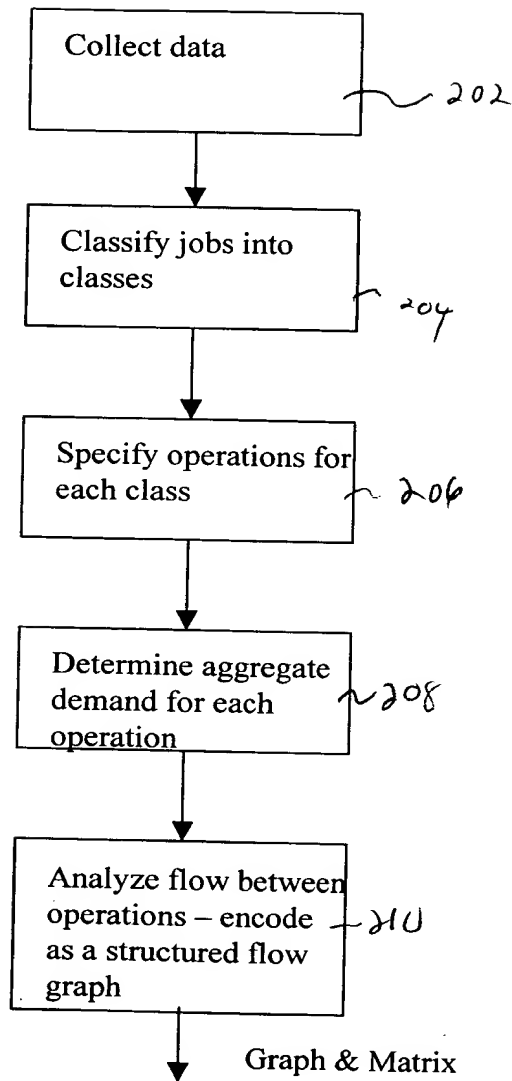 Collect data
202
Classify jobs into
classes
204
Specify operations for
each class
206
Determine aggregate
demand for each
operation
208
Analyze flow between
operations – encode
as a structured flow
graph
210
Graph & Matrix